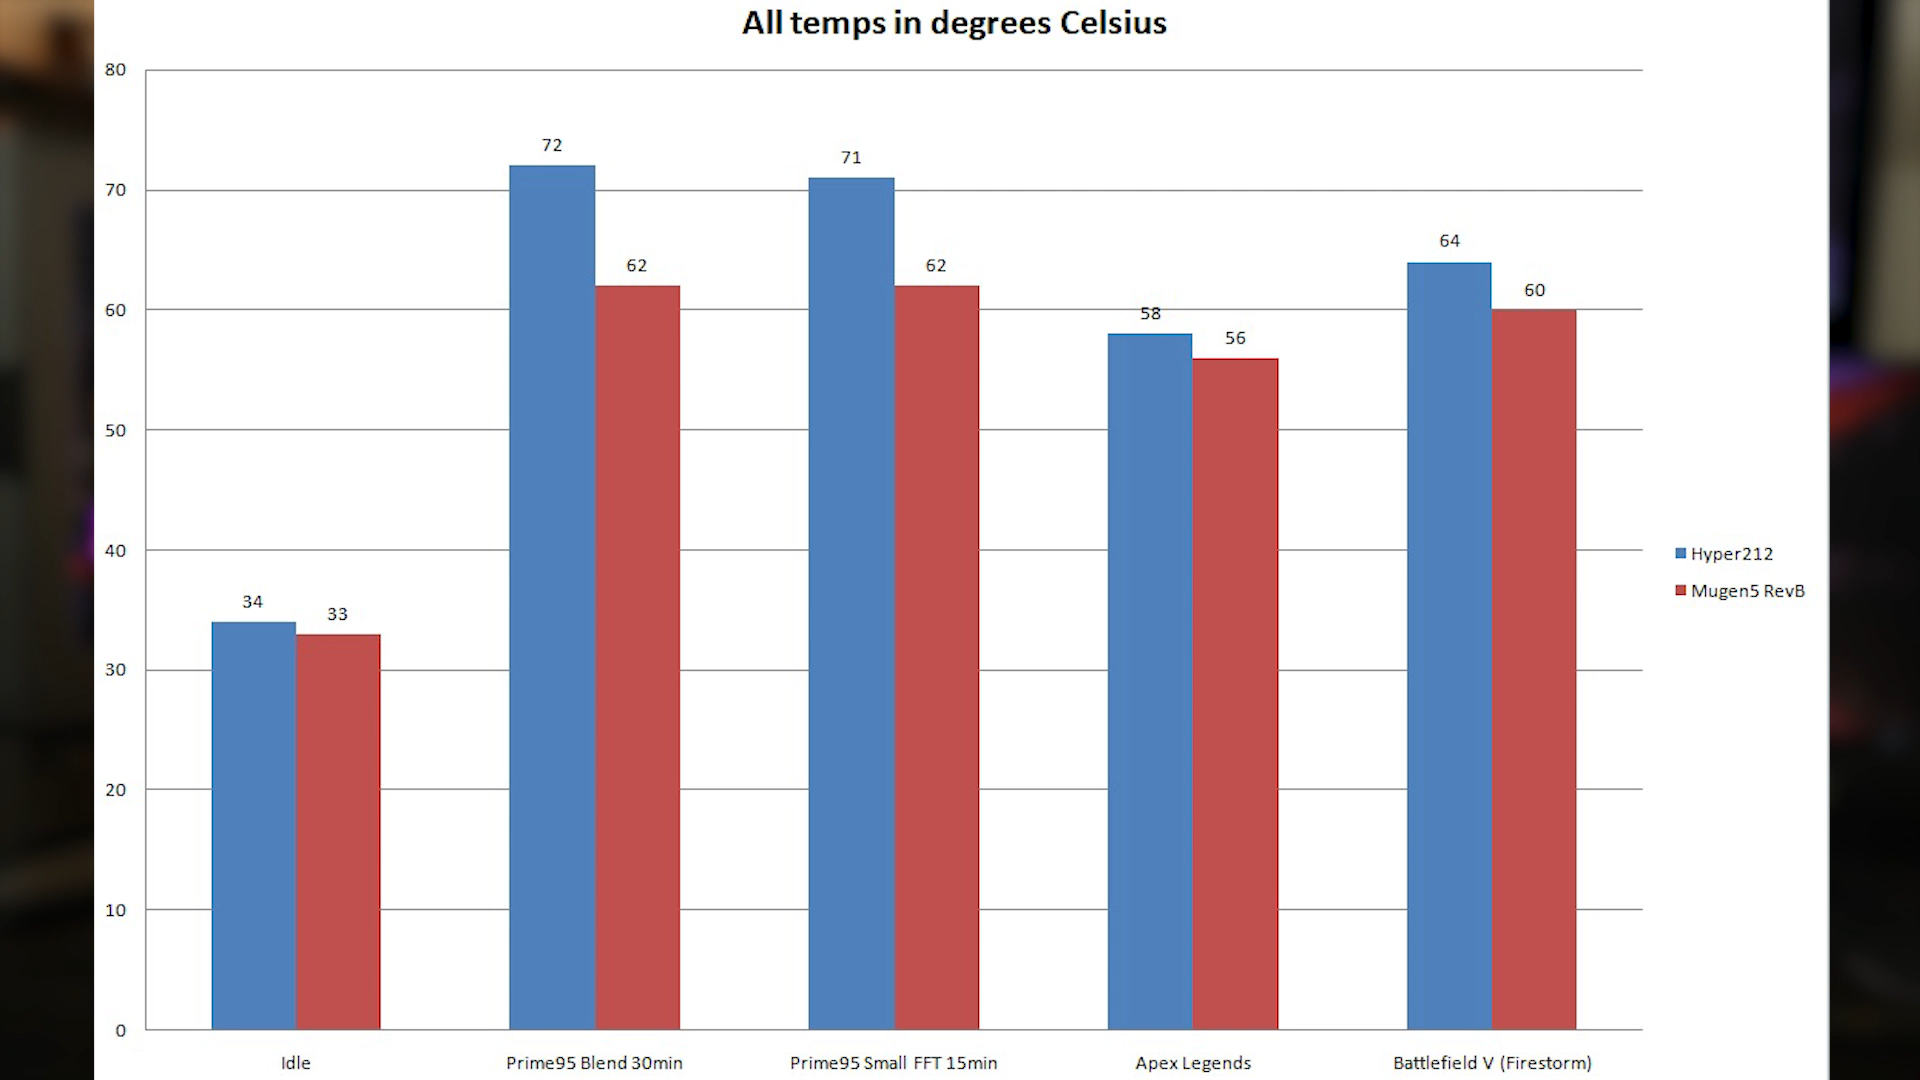 All temps in degrees Celsius
80
70
60
50
40
30
20
10
0
34
33
72
62
71
62
58
56
64
60
Idle
Prime95 Blend 30min
Prime95 Small FFT 15min
Apex Legends
Battlefield V (Firestorm)
Hyper212
Mugen5 RevB